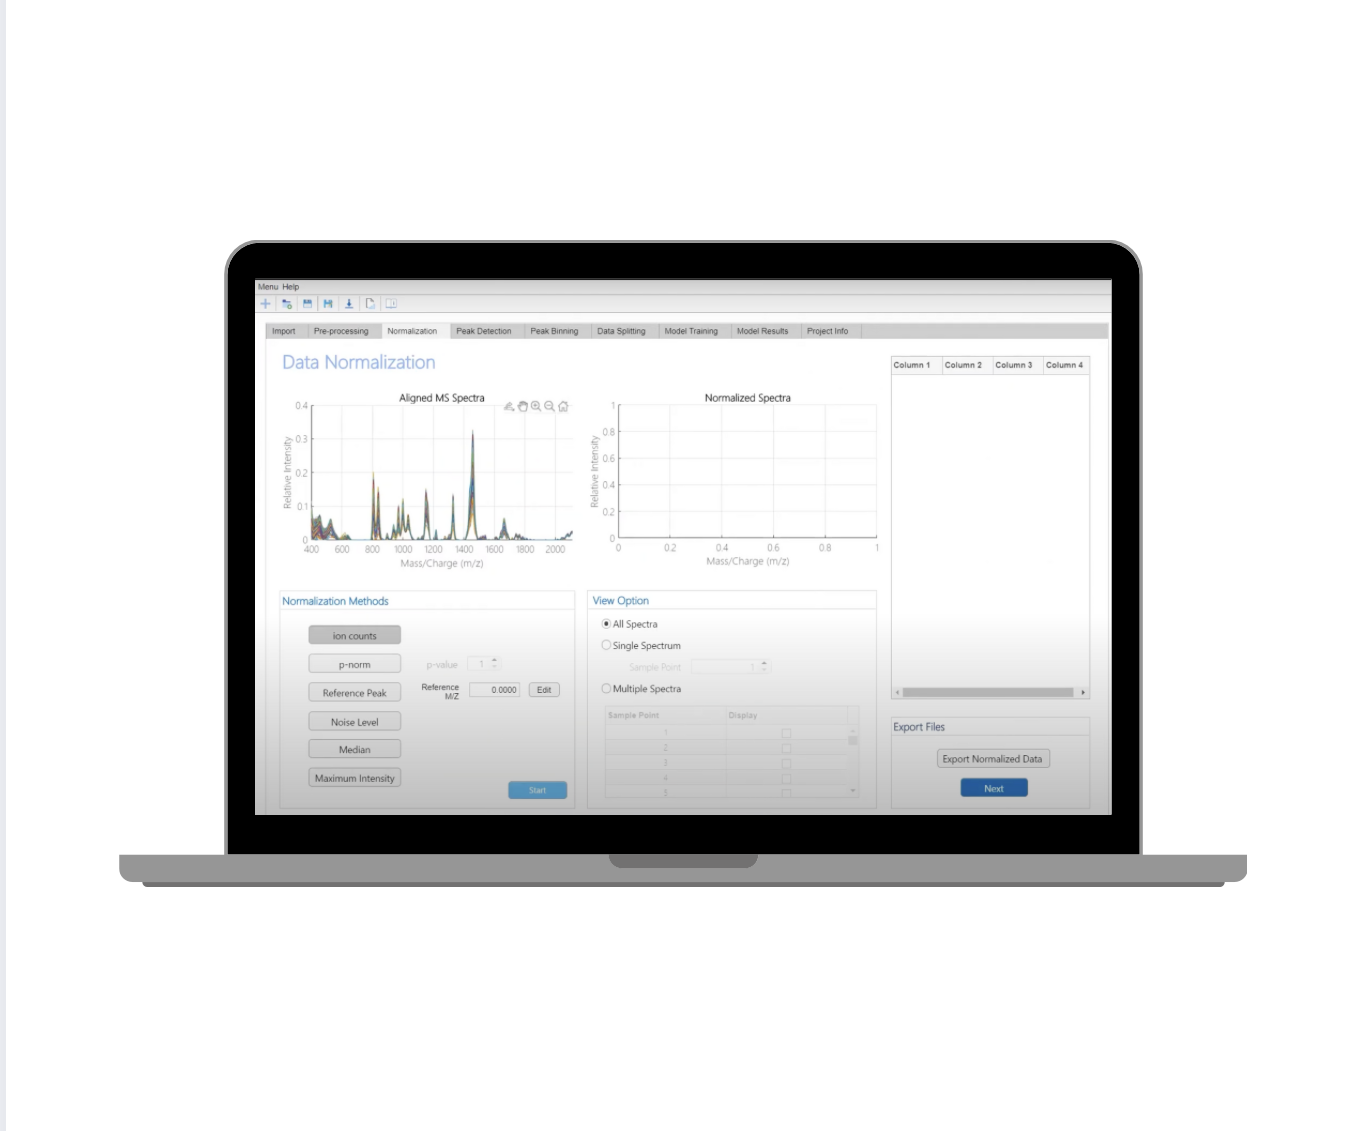 Menu Help
Import Pre-processing Normalization Peak Detection Peak Binning Data Splitting Model Training Model Results Project Info
Data Normalization
Aligned MS Spectra
Relative Intensity
0.4
0.3
0.2
0.1
0
400 600 800 1000 1200 1400 1600 1800 2000
Mass/Charge (m/z)
Normalized Spectra
Relative Intensity
1
0.8
0.6
0.4
0.2
0
0 0.2 0.4 0.6 0.8 1
Mass/Charge (m/z)
Column 1 Column 2 Column 3 Column 4
Normalization Methods
ion counts
p-norm
p-value 1
Reference Peak
Reference M/Z 0.0000 Edit
Noise Level
Median
Maximum Intensity
Start
View Option
All Spectra
Single Spectrum
Sample Point 1
Multiple Spectra
Sample Point Display
1
2
3
4
5
Export Files
Export Normalized Data
Next